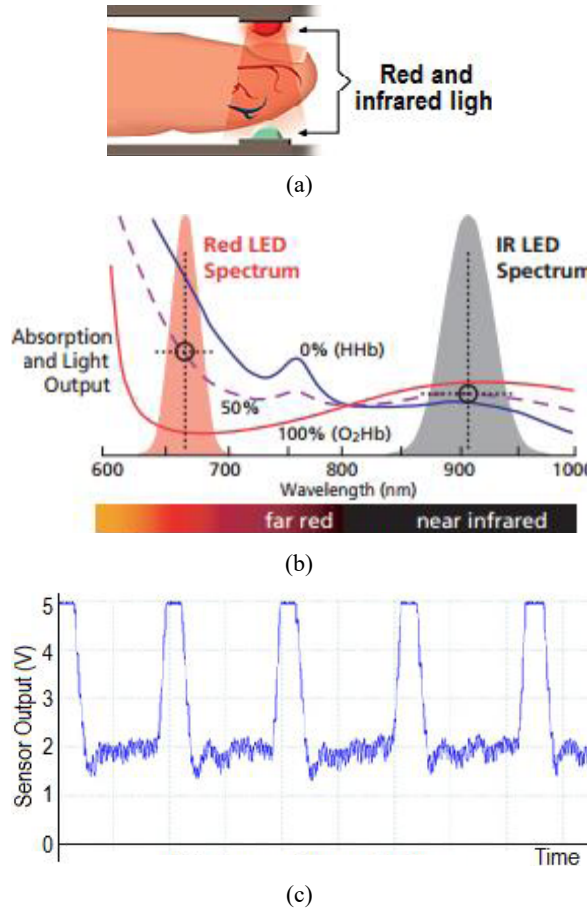 Red and
infrared ligh
(a)
Red LED
Spectrum
IR LED
Spectrum
Absorption
and Light
Output
0% (HHb)
50%
100% (O₂Hb)
600 700 800 900 1000
Wavelength (nm)
far red near infrared
(b)
Sensor Output (V)
5
4
3
2
1
0
Time
(c)